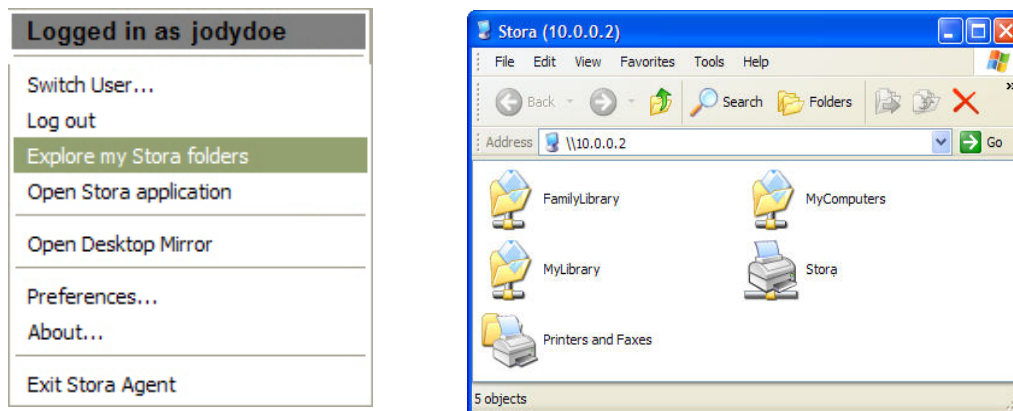 Logged in as jodydoe
Switch User...
Log out
Explore my Stora folders
Open Stora application
Open Desktop Mirror
Preferences...
About...
Exit Stora Agent
Stora (10.0.0.2)
File Edit View Favorites Tools Help
Back Search Folders
Address \\10.0.0.2 Go
FamilyLibrary MyComputers
MyLibrary Stora
Printers and Faxes
5 objects